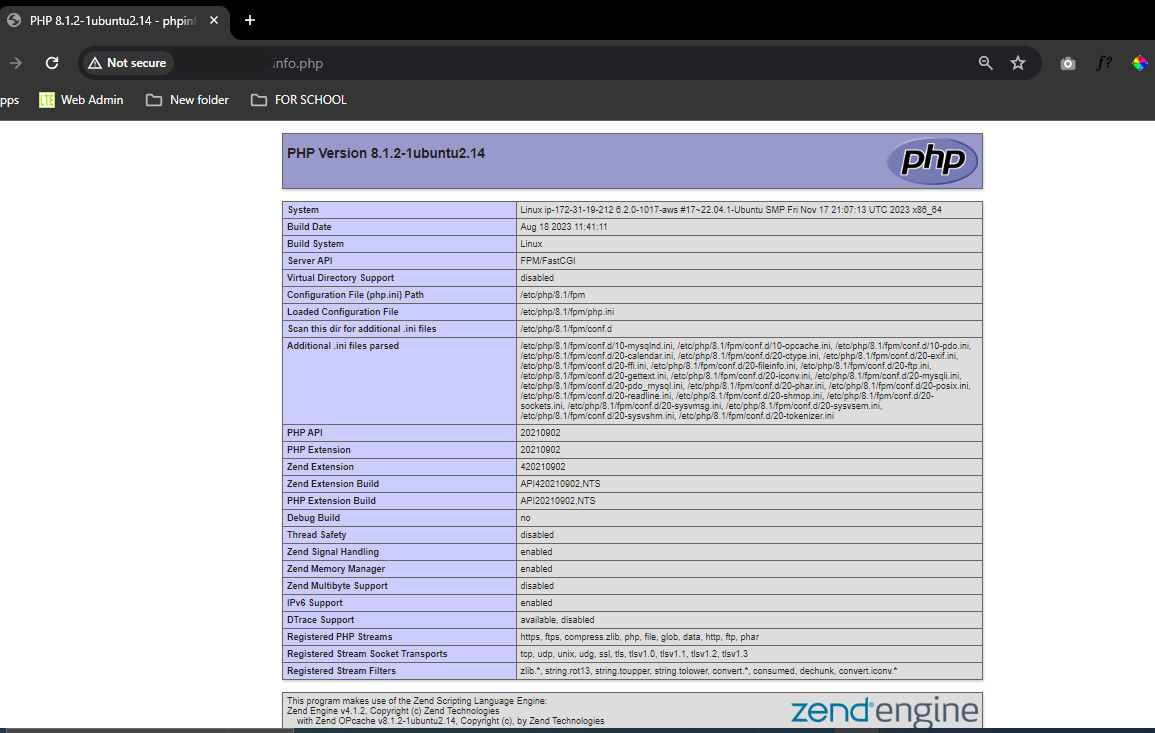 PHP 8.1.2-1ubuntu2.14 - phpinf
Not secure
info.php
f?
pps
LTE Web Admin New folder FOR SCHOOL
PHP Version 8.1.2-1ubuntu2.14
php
System Linux ip-172-31-19-212 6.2.0-1017-aws #17~22.04.1-Ubuntu SMP Fri Nov 17 21:07:13 UTC 2023 x86_64
Build Date Aug 18 2023 11:41:11
Build System Linux
Server API FPM/FastCGI
Virtual Directory Support disabled
Configuration File (php.ini) Path /etc/php/8.1/fpm
Loaded Configuration File /etc/php/8.1/fpm/php.ini
Scan this dir for additional .ini files /etc/php/8.1/fpm/conf.d
Additional .ini files parsed /etc/php/8.1/fpm/conf.d/10-mysqlnd.ini, /etc/php/8.1/fpm/conf.d/10-opcache.ini, /etc/php/8.1/fpm/conf.d/10-pdo.ini,
/etc/php/8.1/fpm/conf.d/20-calendar.ini, /etc/php/8.1/fpm/conf.d/20-ctype.ini, /etc/php/8.1/fpm/conf.d/20-exif.ini,
/etc/php/8.1/fpm/conf.d/20-ffi.ini, /etc/php/8.1/fpm/conf.d/20-fileinfo.ini, /etc/php/8.1/fpm/conf.d/20-ftp.ini,
/etc/php/8.1/fpm/conf.d/20-gettext.ini, /etc/php/8.1/fpm/conf.d/20-iconv.ini, /etc/php/8.1/fpm/conf.d/20-mysqli.ini,
/etc/php/8.1/fpm/conf.d/20-pdo_mysql.ini, /etc/php/8.1/fpm/conf.d/20-phar.ini, /etc/php/8.1/fpm/conf.d/20-posix.ini,
/etc/php/8.1/fpm/conf.d/20-readline.ini, /etc/php/8.1/fpm/conf.d/20-shmop.ini, /etc/php/8.1/fpm/conf.d/20-
sockets.ini, /etc/php/8.1/fpm/conf.d/20-sysvmsg.ini, /etc/php/8.1/fpm/conf.d/20-sysvsem.ini,
/etc/php/8.1/fpm/conf.d/20-sysvshm.ini, /etc/php/8.1/fpm/conf.d/20-tokenizer.ini
PHP API 20210902
PHP Extension 20210902
Zend Extension 420210902
Zend Extension Build API420210902,NTS
PHP Extension Build API20210902,NTS
Debug Build no
Thread Safety disabled
Zend Signal Handling enabled
Zend Memory Manager enabled
Zend Multibyte Support disabled
IPv6 Support enabled
DTrace Support available, disabled
Registered PHP Streams https, ftps, compress.zlib, php, file, glob, data, http, ftp, phar
Registered Stream Socket Transports tcp, udp, unix, udg, ssl, tls, tlsv1.0, tlsv1.1, tlsv1.2, tlsv1.3
Registered Stream Filters zlib.*, string.rot13, string.toupper, string.tolower, convert.*, consumed, dechunk, convert.iconv.*
This program makes use of the Zend Scripting Language Engine:
Zend Engine v4.1.2, Copyright (c) Zend Technologies
with Zend OPcache v8.1.2-1ubuntu2.14, Copyright (c), by Zend Technologies
zend engine